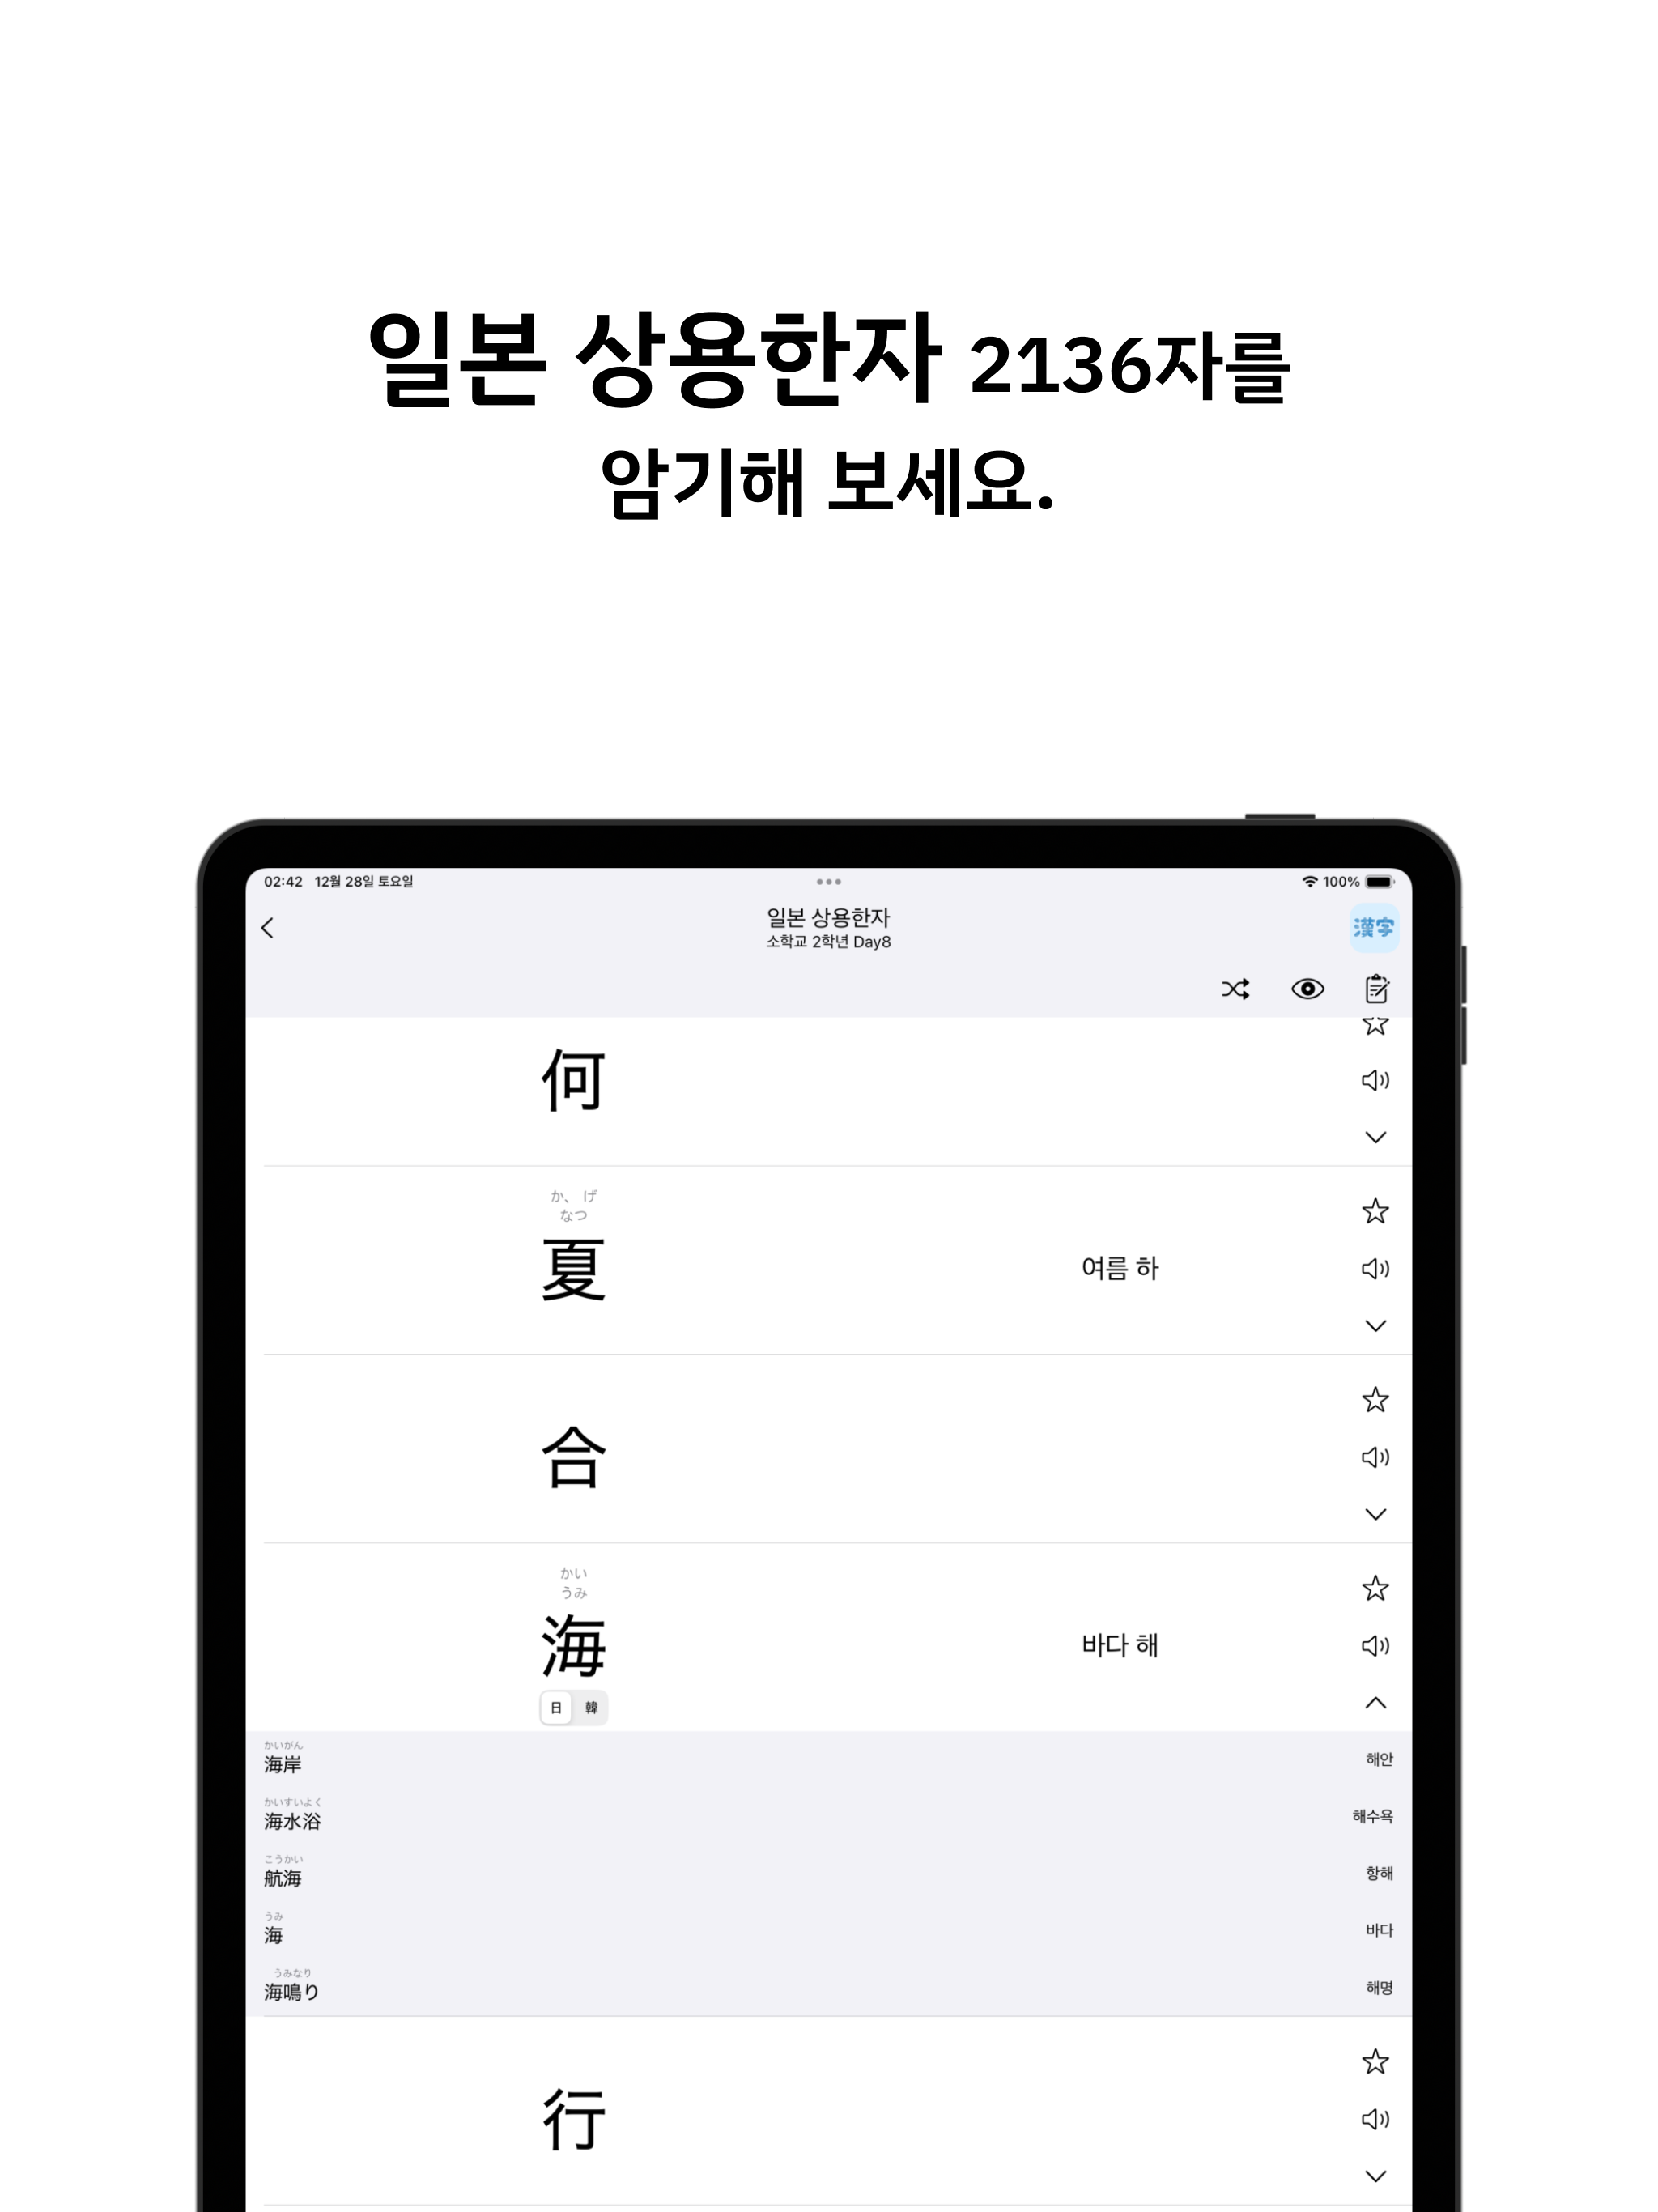 일본 상용한자 2136자를
암기해 보세요.
02:42 12월 28일 토요일
100%
일본 상용한자
소학교 2학년 Day8
漢字
何
か、げ
なつ
夏
여름 하
合
かい
うみ
海
바다 해
日 韓
かいがん
海岸
해안
かいすいよく
海水浴
해수욕
こうかい
航海
항해
うみ
海
바다
うみなり
海鳴り
해명
行